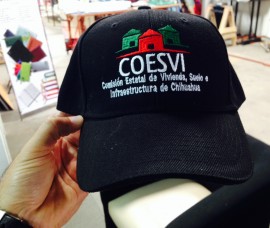 COESVI
Comisión Estatal de Vivienda, Suelo e
Infraestructura de Chihuahua